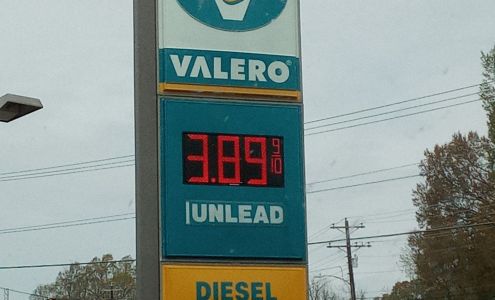 VALERO®
3.89 9/10
UNLEAD
DIESEL